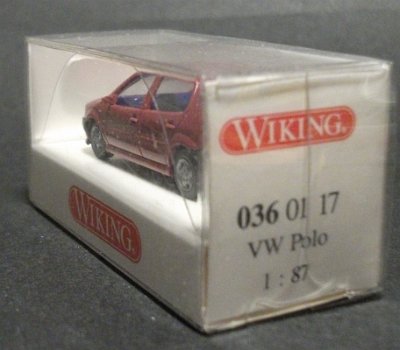 WIKING®
WIKING®
036 01 17
VW Polo
1 : 87